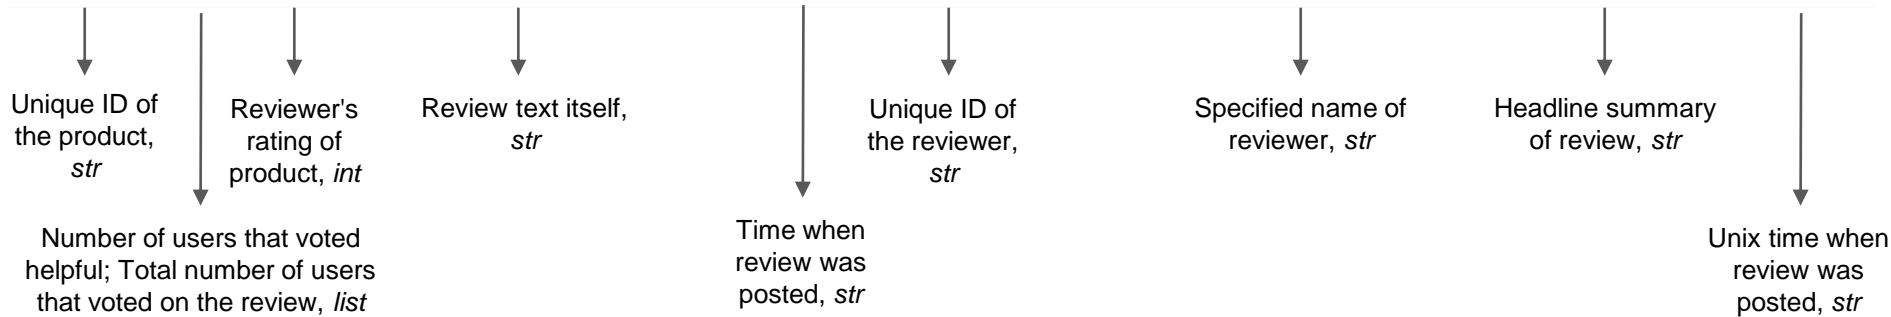 Unique ID of
the product,
str
Number of users that voted
helpful; Total number of users
that voted on the review, list
Reviewer's
rating of
product, int
Review text itself,
str
Time when
review was
posted, str
Unique ID of
the reviewer,
str
Specified name of
reviewer, str
Headline summary
of review, str
Unix time when
review was
posted, str